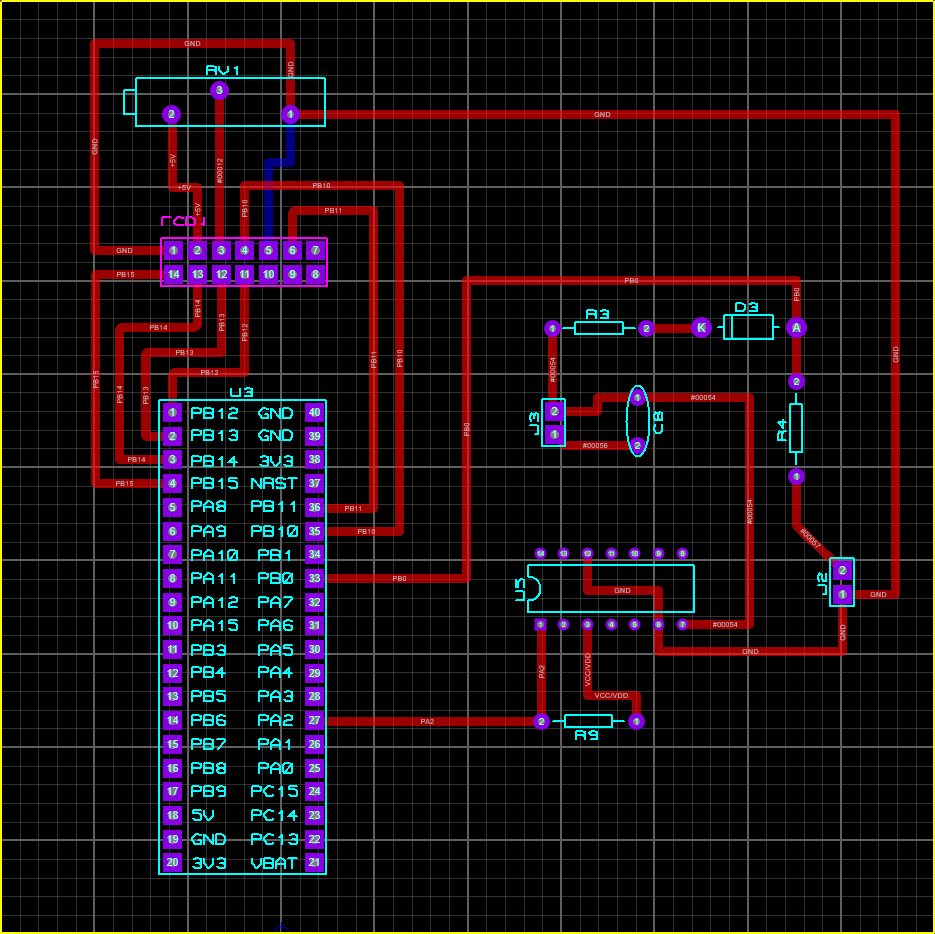 GND
GND
RV1
3
2
1
GND
GND
+5V
#00012
+5V
+5V
PB10
PB10
PB11
1 2 3 4 5 6 7
GND
14 13 12 11 10 9 8
PB15
PB0
PB0
PB14
PB13
PB12
PB14
PB13
PB12
PB15
PB14
PB13
PB11
PB10
R3
D3
1
2
K
A
#00054
GND
2
1
J3
1
2
C8
#00054
#00056
PB0
2
R4
1
#00054
#00057
U3
1 PB12 GND 40
2 PB13 GND 39
3 PB14 3V3 38
PB14
4 PB15 NRST 37
PB15
5 PA8 PB11 36
PB11
6 PA9 PB10 35
PB10
7 PA10 PB1 34
8 PA11 PB0 33
PB0
9 PA12 PA7 32
10 PA15 PA6 31
11 PB3 PA5 30
12 PB4 PA4 29
13 PB5 PA3 28
14 PB6 PA2 27
PA2
15 PB7 PA1 26
16 PB8 PA0 25
17 PB9 PC15 24
18 5V PC14 23
19 GND PC13 22
20 3V3 VBAT 21
14 13 12 11 10 9 8
J5
GND
1 2 3 4 5 6 7
#00054
2
1
J2
GND
GND
GND
PA2
VCC/VDD
VCC/VDD
2
1
R9